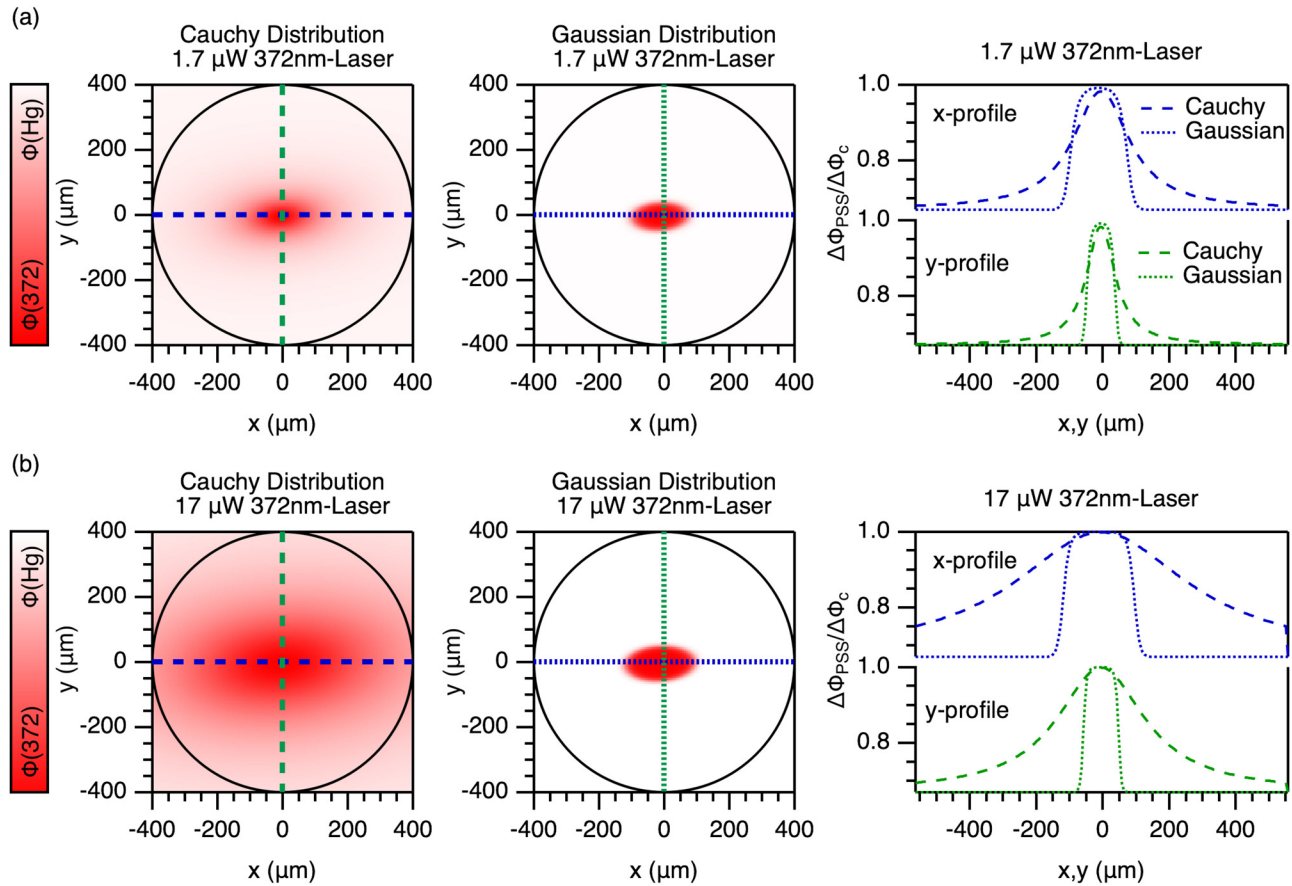 (a)
Cauchy Distribution
1.7 µW 372nm-Laser
Gaussian Distribution
1.7 µW 372nm-Laser
1.7 µW 372nm-Laser
Φ(Hg)
Φ(372)
400
200
0
-200
-400
y (µm)
-400 -200 0 200 400
x (µm)
400
200
0
-200
-400
y (µm)
-400 -200 0 200 400
x (µm)
1.0
0.8
1.0
0.8
ΔΦPSS/ΔΦc
x-profile
Cauchy
Gaussian
y-profile
Cauchy
Gaussian
-400 -200 0 200 400
x,y (µm)
(b)
Cauchy Distribution
17 µW 372nm-Laser
Gaussian Distribution
17 µW 372nm-Laser
17 µW 372nm-Laser
Φ(Hg)
Φ(372)
400
200
0
-200
-400
y (µm)
-400 -200 0 200 400
x (µm)
400
200
0
-200
-400
y (µm)
-400 -200 0 200 400
x (µm)
1.0
0.8
1.0
0.8
ΔΦPSS/ΔΦc
x-profile
y-profile
-400 -200 0 200 400
x,y (µm)